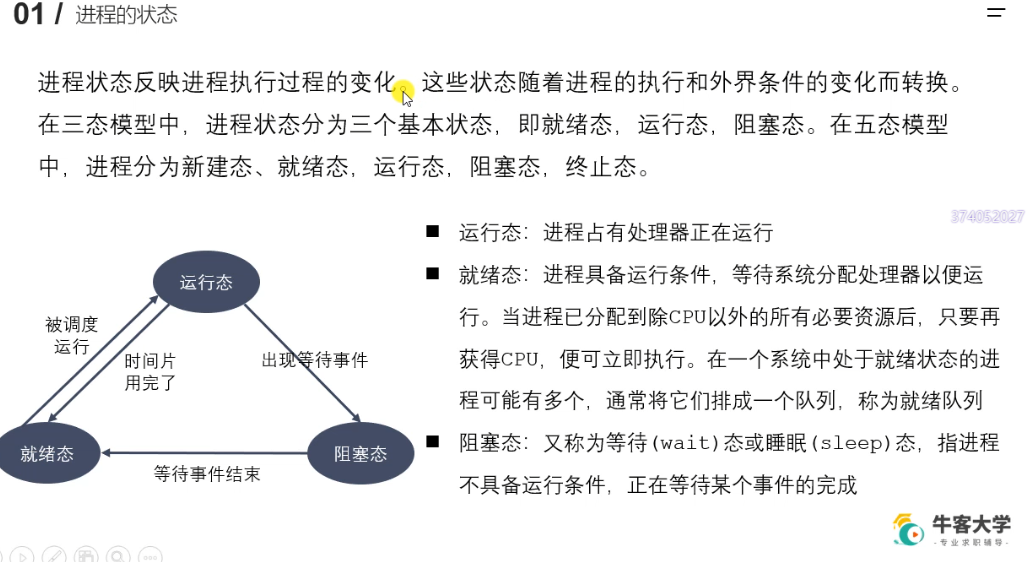 01 / 进程的状态
进程状态反映进程执行过程的变化。这些状态随着进程的执行和外界条件的变化而转换。
在三态模型中，进程状态分为三个基本状态，即就绪态，运行态，阻塞态。在五态模型
中，进程分为新建态、就绪态，运行态，阻塞态，终止态。
374052027
运行态
被调度
运行
时间片
用完了
出现等待事件
就绪态
阻塞态
等待事件结束
■ 运行态：进程占有处理器正在运行
■ 就绪态：进程具备运行条件，等待系统分配处理器以便运
行。当进程已分配到除CPU以外的所有必要资源后，只要再
获得CPU，便可立即执行。在一个系统中处于就绪状态的进
程可能有多个，通常将它们排成一个队列，称为就绪队列
■ 阻塞态：又称为等待(wait)态或睡眠(sleep)态，指进程
不具备运行条件，正在等待某个事件的完成
牛客大学
-专业求职辅导-